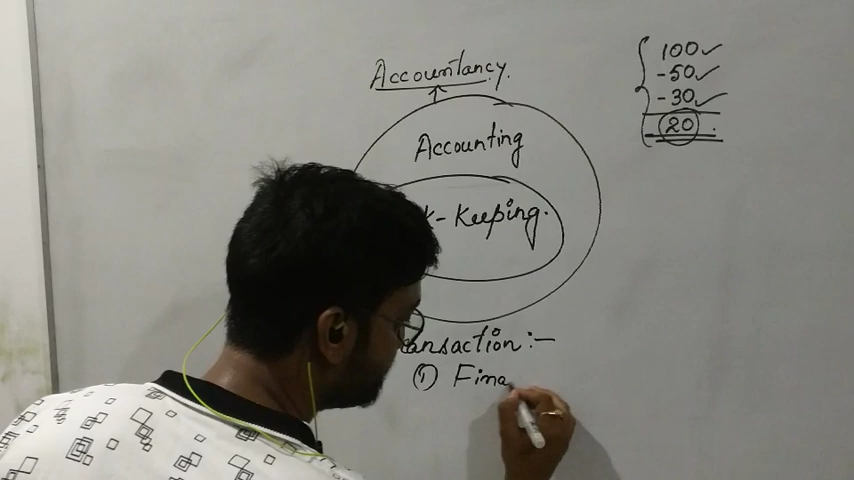 Accountancy.
Accounting
- Keeping.
ansaction :-
① Fina
100
-50
-30
20